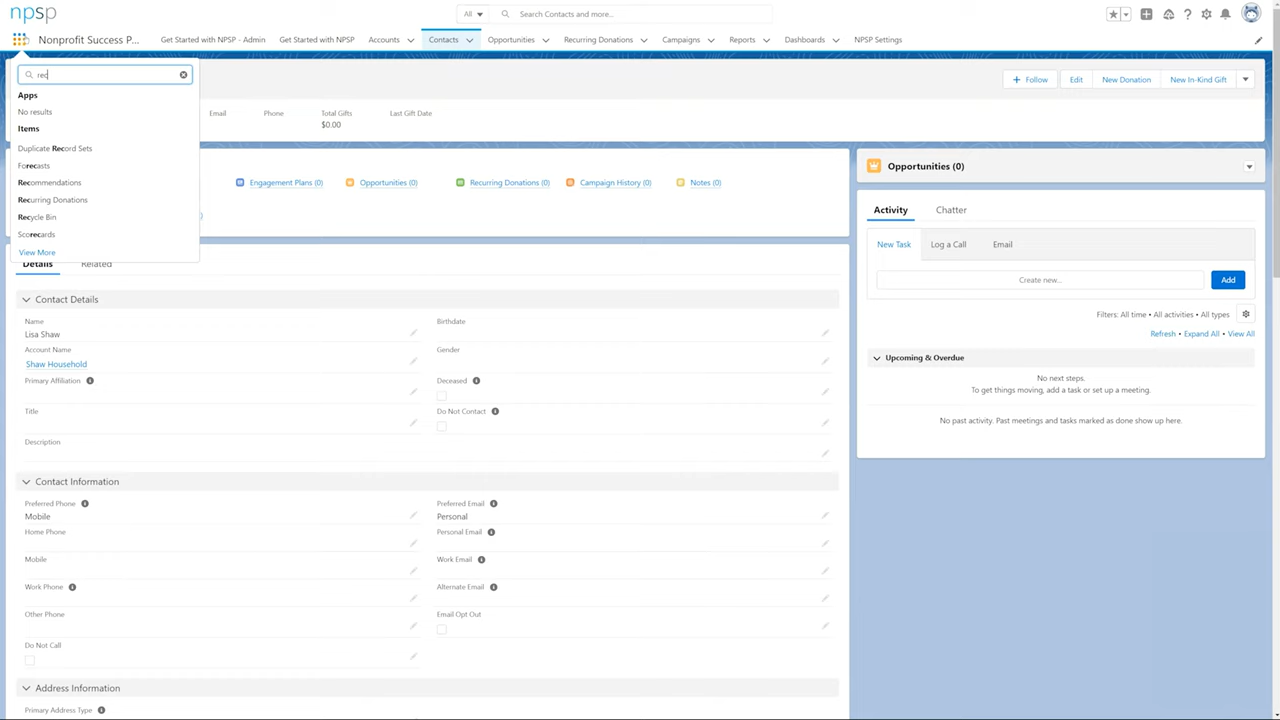 npsp
All
Search Contacts and more...
Nonprofit Success P...
Get Started with NPSP - Admin
Get Started with NPSP
Accounts
Contacts
Opportunities
Recurring Donations
Campaigns
Reports
Dashboards
NPSP Settings
rec
Apps
No results
Items
Duplicate Record Sets
Forecasts
Recommendations
Recurring Donations
Recycle Bin
Scorecards
View More
Follow
Edit
New Donation
New In-Kind Gift
Email
Phone
Total Gifts
$0.00
Last Gift Date
Engagement Plans (0)
Opportunities (0)
Recurring Donations (0)
Campaign History (0)
Notes (0)
)
Details
Related
Contact Details
Name
Lisa Shaw
Birthdate
Account Name
Shaw Household
Gender
Primary Affiliation
Deceased
Title
Do Not Contact
Description
Contact Information
Preferred Phone
Mobile
Preferred Email
Personal
Home Phone
Personal Email
Mobile
Work Email
Work Phone
Alternate Email
Other Phone
Email Opt Out
Do Not Call
Address Information
Primary Address Type
Opportunities (0)
Activity
Chatter
New Task
Log a Call
Email
Create new...
Add
Filters: All time • All activities • All types
Refresh • Expand All • View All
Upcoming & Overdue
No next steps.
To get things moving, add a task or set up a meeting.
No past activity. Past meetings and tasks marked as done show up here.